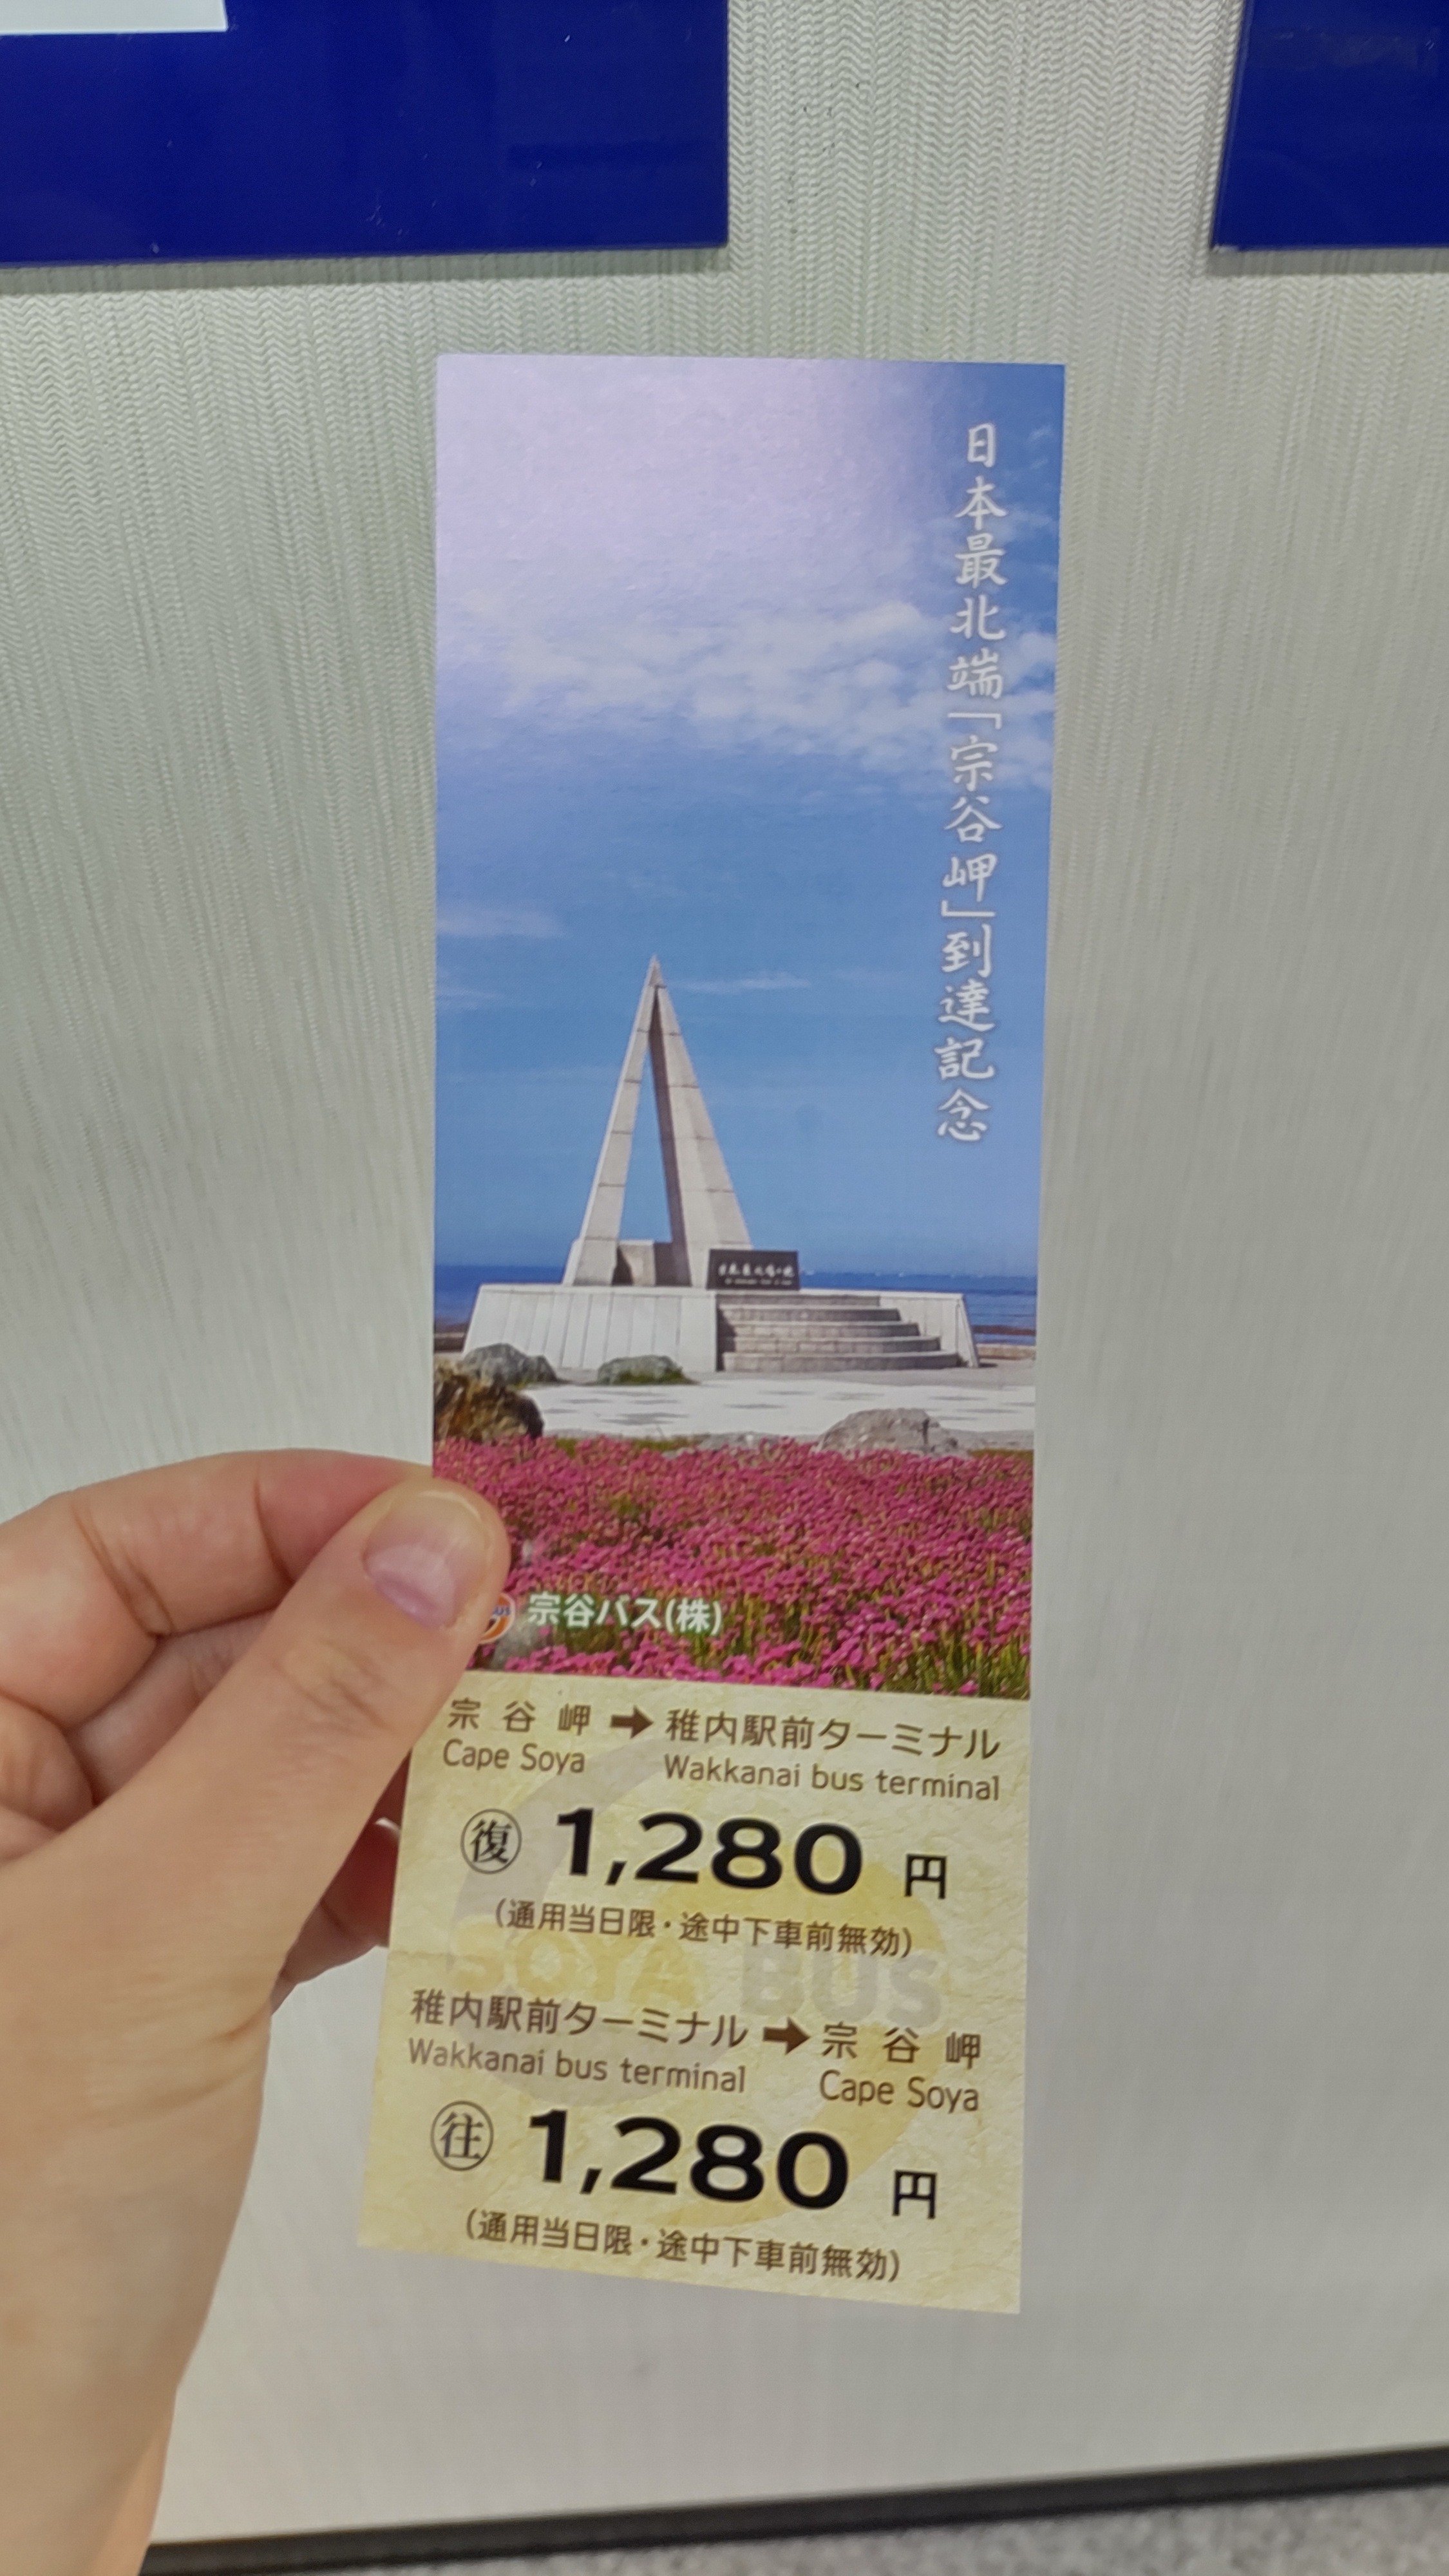 日本最北端「宗谷岬」到達記念
宗谷バス(株)
宗谷岬 ➡ 稚内駅前ターミナル
Cape Soya Wakkanai bus terminal
復 1,280 円
(通用当日限・途中下車前無効)
SOYA BUS
稚内駅前ターミナル ➡ 宗谷岬
Wakkanai bus terminal Cape Soya
往 1,280 円
(通用当日限・途中下車前無効)